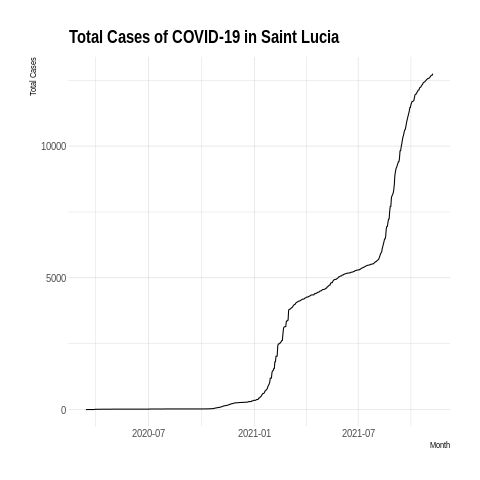 Total Cases of COVID-19 in Saint Lucia
Total Cases
10000
5000
0
2020-07
2021-01
2021-07
Month